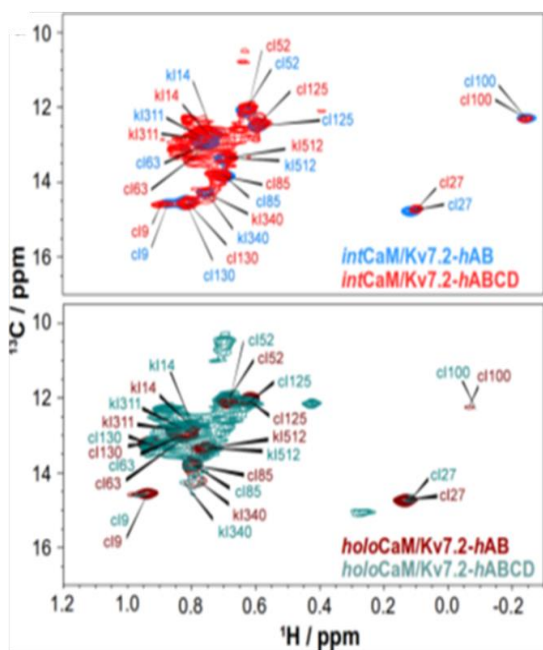 10
12
14
16
cI52
cI52
kI14
kI14
cI125
cI125
kI311
kI311
kI512
kI512
cI63
cI63
cI85
cI85
kI340
kI340
cI9
cI9
cI130
cI130
cI100
cI100
cI27
cI27
intCaM/Kv7.2-hAB
intCaM/Kv7.2-hABCD
¹³C / ppm
10
12
14
16
cI52
cI52
kI14
kI14
cI125
cI125
kI311
kI311
cI130
cI130
kI512
kI512
cI63
cI63
cI85
cI85
kI340
kI340
cI9
cI9
cI100
cI100
cI27
cI27
holoCaM/Kv7.2-hAB
holoCaM/Kv7.2-hABCD
1.2 1.0 0.8 0.6 0.4 0.2 0.0 -0.2
¹H / ppm